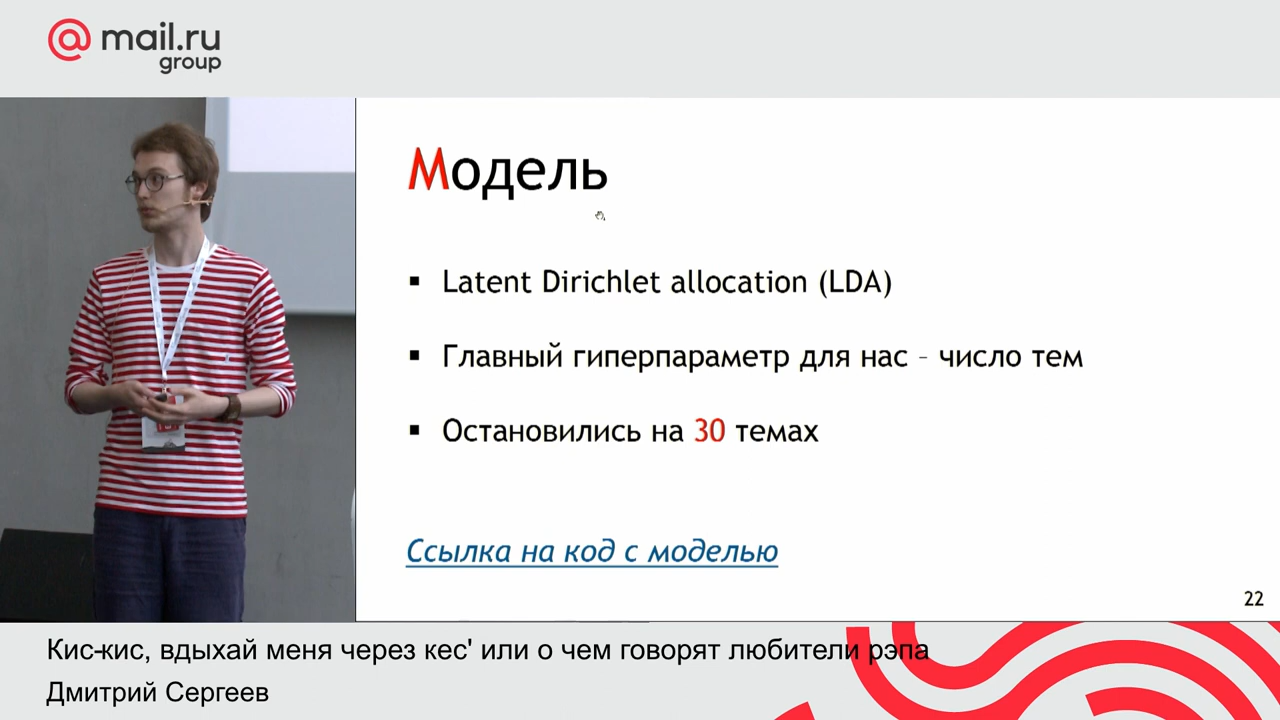 @mail.ru
group
Модель
Latent Dirichlet allocation (LDA)
Главный гиперпараметр для нас – число тем
Остановились на 30 темах
Ссылка на код с моделью
22
Кис-кис, вдыхай меня через кес' или о чем говорят любители рэпа
Дмитрий Сергеев